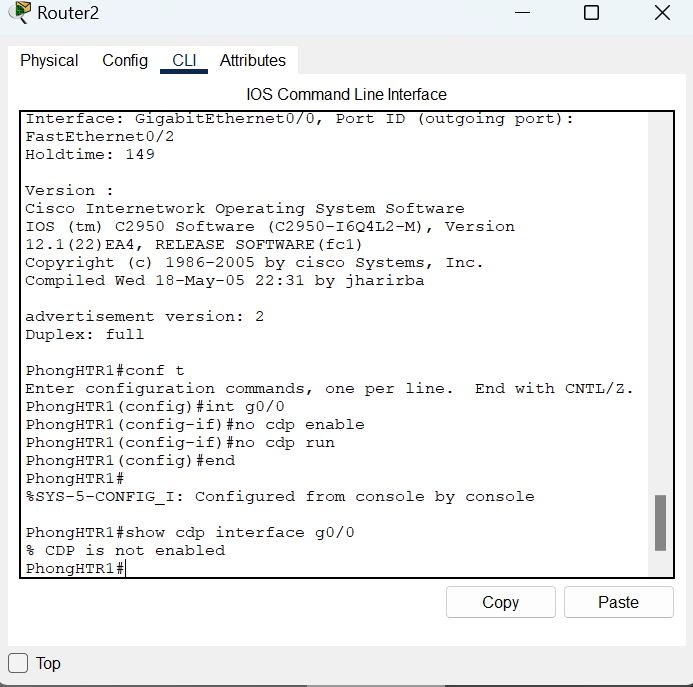 Router2
Physical Config CLI Attributes
IOS Command Line Interface
Interface: GigabitEthernet0/0, Port ID (outgoing port):
FastEthernet0/2
Holdtime: 149
Version :
Cisco Internetwork Operating System Software
IOS (tm) C2950 Software (C2950-I6Q4L2-M), Version
12.1(22)EA4, RELEASE SOFTWARE(fc1)
Copyright (c) 1986-2005 by cisco Systems, Inc.
Compiled Wed 18-May-05 22:31 by jharirba
advertisement version: 2
Duplex: full
PhongHTR1#conf t
Enter configuration commands, one per line.  End with CNTL/Z.
PhongHTR1(config)#int g0/0
PhongHTR1(config-if)#no cdp enable
PhongHTR1(config-if)#no cdp run
PhongHTR1(config)#end
PhongHTR1#
%SYS-5-CONFIG_I: Configured from console by console
PhongHTR1#show cdp interface g0/0
% CDP is not enabled
PhongHTR1#
Copy Paste
Top